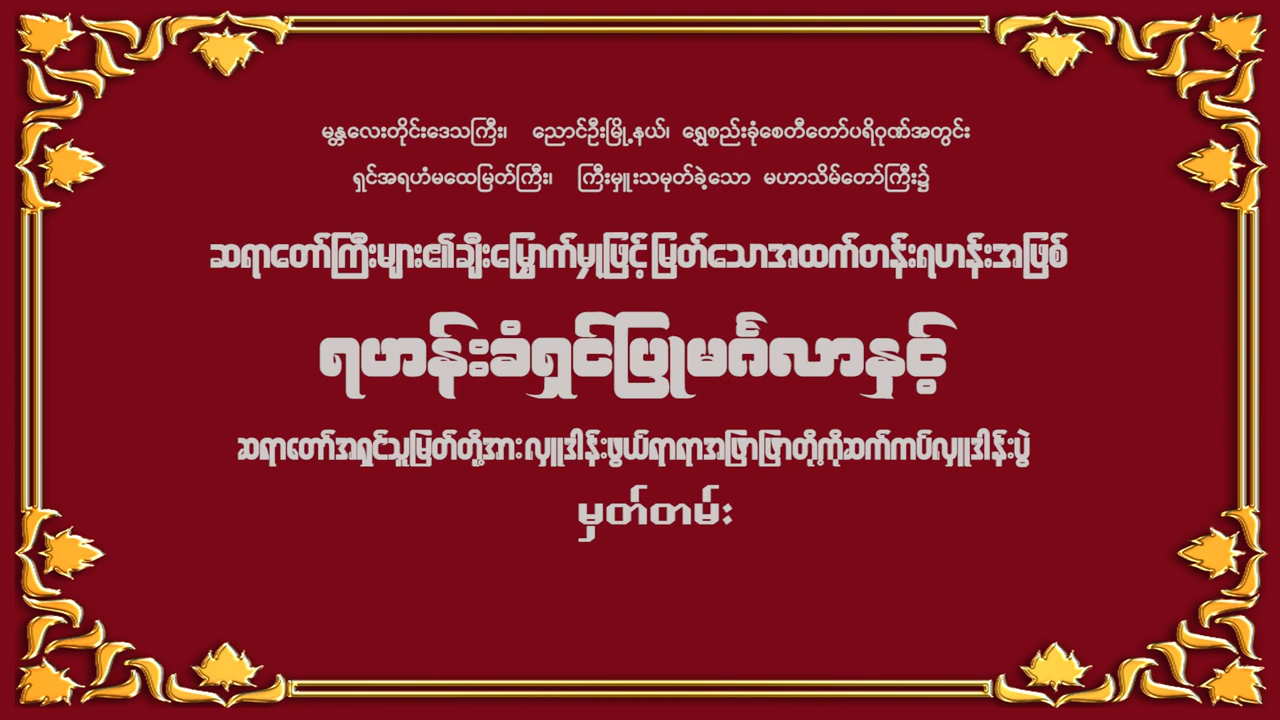 မန္တလေးတိုင်းဒေသကြီး၊ ညောင်ဦးမြို့နယ်၊ ရွှေစည်းခုံစေတီတော်ပရိဝုဏ်အတွင်း
ရှင်အရဟံမထေမြတ်ကြီး၊ ကြီးမှူးသမုတ်ခဲ့သော မဟာသိမ်တော်ကြီး၌
ဆရာတော်ကြီးများ၏ချီးမြှောက်မှုဖြင့် မြတ်သောအထက်တန်းရဟန်းအဖြစ်
ရဟန်းခံရှင်ပြုမင်္ဂလာနှင့်
ဆရာတော်အရှင်သူမြတ်တို့အား လှူဒါန်းဖွယ်ရာရာအဖြာဖြာတို့ကိုဆက်ကပ်လှူဒါန်းပွဲ
မှတ်တမ်း